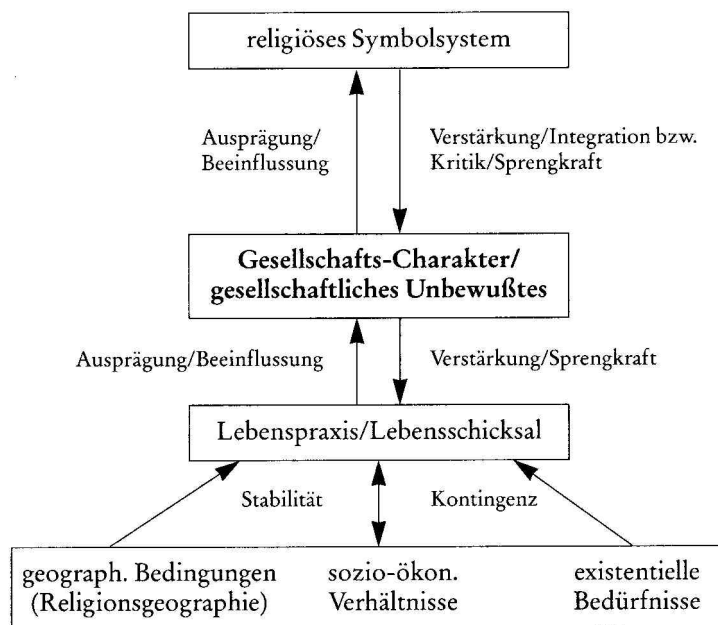 religiöses Symbolsystem
Ausprägung/
Beeinflussung
Verstärkung/Integration bzw.
Kritik/Sprengkraft
Gesellschafts-Charakter/
gesellschaftliches Unbewußtes
Ausprägung/Beeinflussung
Verstärkung/Sprengkraft
Lebenspraxis/Lebensschicksal
Stabilität
Kontingenz
geograph. Bedingungen
(Religionsgeographie)
sozio-ökon.
Verhältnisse
existentielle
Bedürfnisse